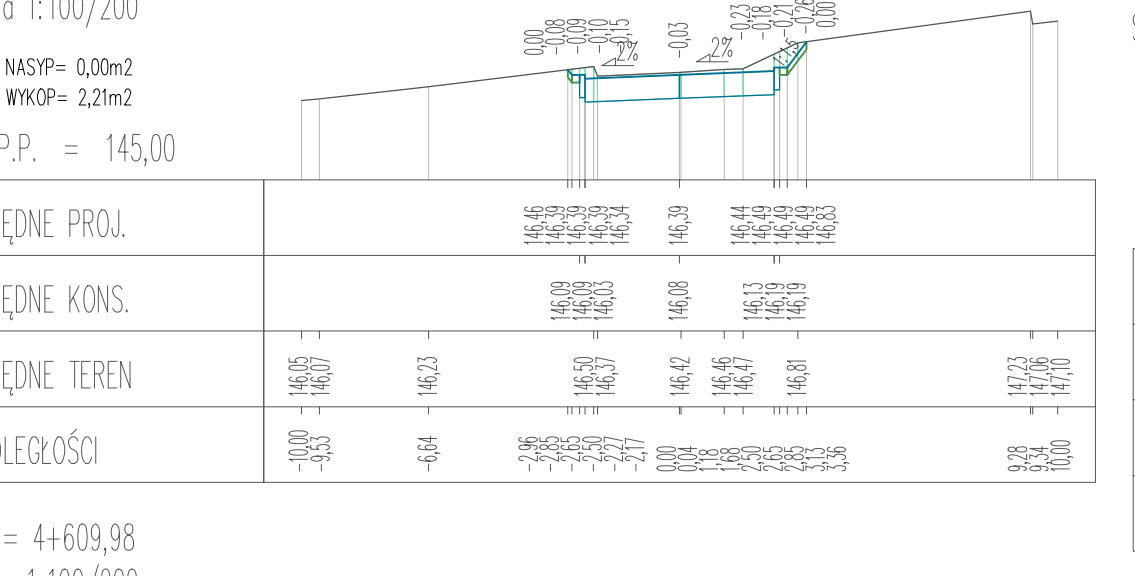 a 1:100/200
NASYP= 0,00m2
WYKOP= 2,21m2
P.P. = 145,00
0,00 -0,08 -0,09 -0,10 -0,15 -0,03 -0,23 -0,18 -0,21 -0,26 0,00
2% 2%
ĘDNE PROJ. 146,46 146,39 146,39 146,39 146,34 146,39 146,44 146,49 146,49 146,49 146,83
ĘDNE KONS. 146,09 146,09 146,03 146,08 146,13 146,19 146,19
ĘDNE TEREN 146,05 146,07 146,23 146,50 146,37 146,42 146,46 146,47 146,81 147,23 147,06 147,10
LEGŁOŚCI -10,00 -9,53 -6,64 -2,96 -2,85 -2,65 -2,50 -2,27 -2,17 0,00 0,04 1,18 1,68 2,50 2,65 2,85 3,13 3,36 9,28 9,34 10,00
= 4+609,98